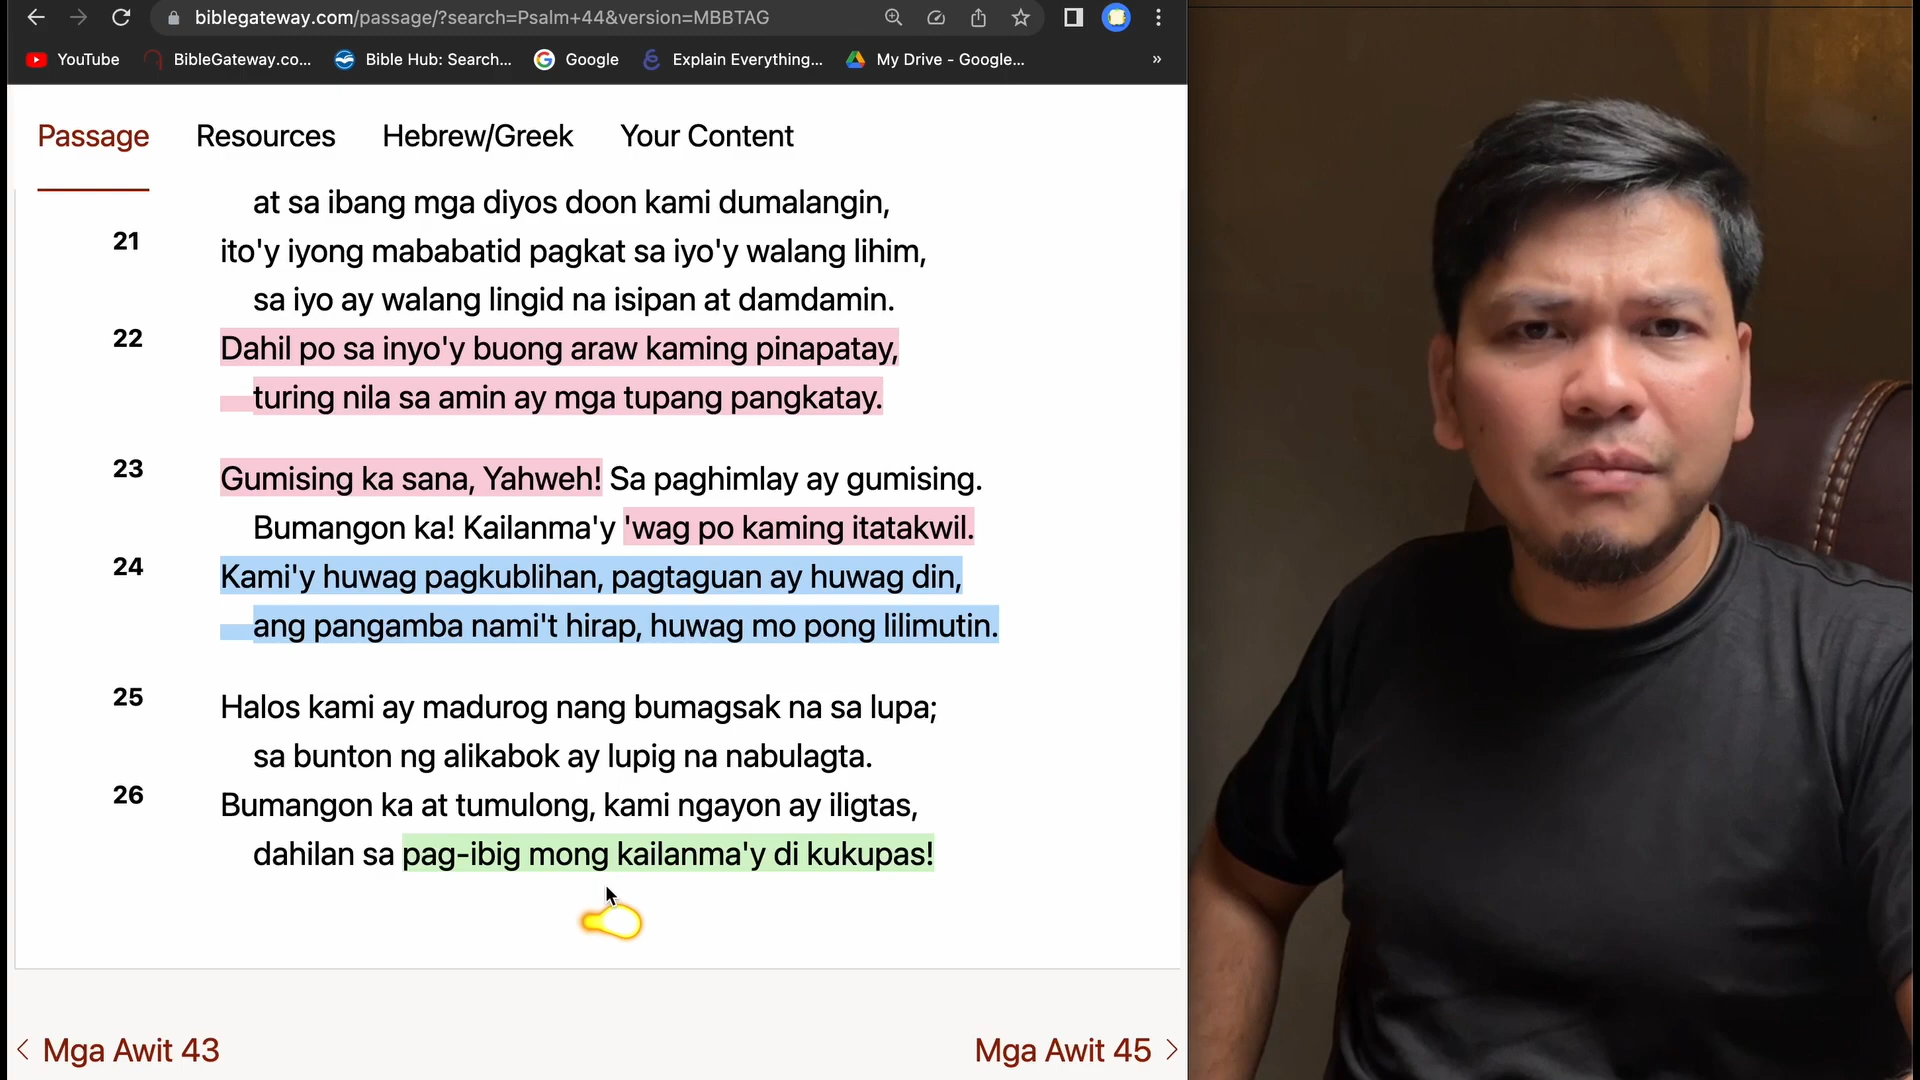 biblegateway.com/passage/?search=Psalm+44&version=MBBTAG
YouTube BibleGateway.co... Bible Hub: Search... Google Explain Everything... My Drive - Google... »
Passage Resources Hebrew/Greek Your Content
at sa ibang mga diyos doon kami dumalangin,
21 ito'y iyong mababatid pagkat sa iyo'y walang lihim,
sa iyo ay walang lingid na isipan at damdamin.
22 Dahil po sa inyo'y buong araw kaming pinapatay,
turing nila sa amin ay mga tupang pangkatay.
23 Gumising ka sana, Yahweh! Sa paghimlay ay gumising.
Bumangon ka! Kailanma'y 'wag po kaming itatakwil.
24 Kami'y huwag pagkublihan, pagtaguan ay huwag din,
ang pangamba nami't hirap, huwag mo pong lilimutin.
25 Halos kami ay madurog nang bumagsak na sa lupa;
sa bunton ng alikabok ay lupig na nabulagta.
26 Bumangon ka at tumulong, kami ngayon ay iligtas,
dahilan sa pag-ibig mong kailanma'y di kukupas!
Mga Awit 43 Mga Awit 45